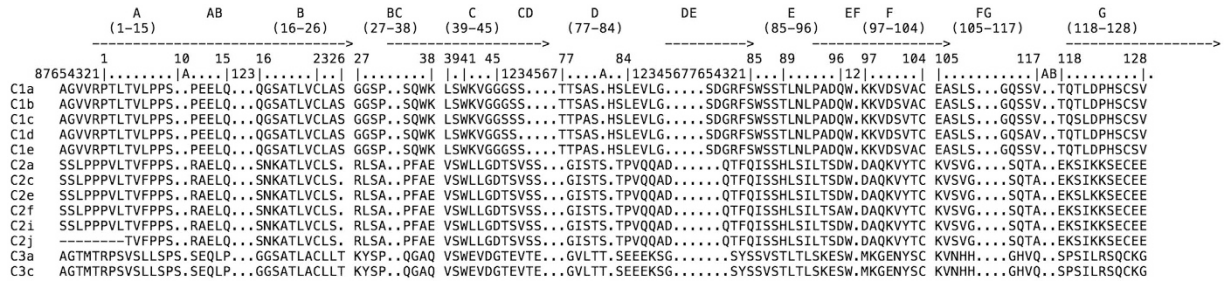 A AB B BC C CD D DE E EF F FG G
(1-15) (16-26) (27-38) (39-45) (77-84) (85-96) (97-104) (105-117) (118-128)
1 10 15 16 2326 27 38 3941 45 77 84 85 89 96 97 104 105 117 118 128
C1a AGVVRPTLTVLPPS..PEELQ...QGSATLVCLAS GGSP..SQWK LSWKVGGGSS....TTSAS.HSLEVLG.....SDGRFSWSSTLNLPADQW.KKVDSVAC EASLS...GQSSV..TQTLDPHSCSV
C1b AGVVRPTLTVLPPS..PEELQ...QGSATLVCLAS GGSP..SQWK LSWKVGGGSS....TTSAS.HSLEVLG.....SDGRFSWSSTLNLPADQW.KKVDSVAC EASLS...GQSSV..TQTLDPHSCSV
C1c AGVVRPTLTVLPPS..PEELQ...QGSATLVCLAS GGSP..SQWK LSWKVGGGSS....TTPAS.HSLEVLG.....SDGRFSWSSTLNLPADQW.KKVDSVTC EASLS...GQSSV..TQTLDPHSCSV
C1d AGVVRPTLTVLPPS..PEELQ...QGSATLVCLAS GGSP..SQWK LSWKVGGGSS....TTPAS.HSLEVLG.....SDGRFSWSSTLNLPADQW.KKVDSVTC EASLS...GQSAV..TQTLDPHSCSV
C1e AGVVRPTLTVLPPS..PEELQ...QGSATLVCLAS GGSP..SQWK LSWKVGGGSS....TTPAS.HSLEVLG.....SDGRFSWSSTLNLPADQW.KKVDSVTC EASLS...GQSSV..TQSLDPHSCSV
C2a SSLPPPVLTVFPPS..RAELQ...SNKATLVCLS. RLSA..PFAE VSWLLGDTSVSS...GISTS.TPVQQAD.......QTFQISSHLSILTSDW.DAQKVYTC KVSVG....SQTA..EKSIKKSECEE
C2c SSLPPPVLTVFPPS..RAELQ...SNKATLVCLS. RLSA..PFAE VSWLLGDTSVSS...GISTS.TPVQQAD.......QTFQISSHLSILTSDW.DAQKVYTC KVSVG....SQTA..EKSIKKSECEE
C2e SSLPPPVLTVFPPS..RAELQ...SNKATLVCLS. RLSA..PFAE VSWLLGDTSVSS...GISTS.TPVQQAD.......QTFQISSHLSILTSDW.DAQKVYTC KVSVG....SQTA..EKSLKKSECEE
C2f SSLPPPVLTVFPPS..RAELQ...SNKATLVCLS. RLSA..PFAE VSWLLGDTSVSS...GISTS.TPVQQAD.......QTFQISSHLSILTSAW.DAQKVYTC KVSVG....SQTA..EKSIKKSECEE
C2i SSLPPPVLTVFPPS..RAELQ...SNKATLVCLS. RLSA..PFAE VSWLLGDTSVSS...GISTS.TPVQQAD.......QTFQISSHLSILTSDW.DAQKVYTC KVSVG....SQTA..EKSIKKSECEE
C2j --------TVFPPS..RAELQ...SNKATLVCLS. RLSA..PFAE VSWLLGDTSVSS...GISTS.TPVQQAD.......QTFQISSHLSILTSDW.DAQKVYTC KVSVG....SQTA..EKSIKKSECEE
C3a AGTMTRPSVSLLSPS.SEQLP...GGSATLACLLT KYSP..QGAQ VSWEVDGTEVTE...GVLTT.SEEEKSG.......SYSSVSTLTLSKESW.MKGENYSC KVNHH....GHVQ..SPSILRSQCKG
C3c AGTMTRPSVSLLSPS.SEQLP...GGSATLACLLT KYSP..QGAQ VSWEVDGTEVTE...GVLTT.SEEEKSG.......SYSSVSTLTLSKESW.MKGENYSC KVNHH....GHVQ..SPSILRSQCKG